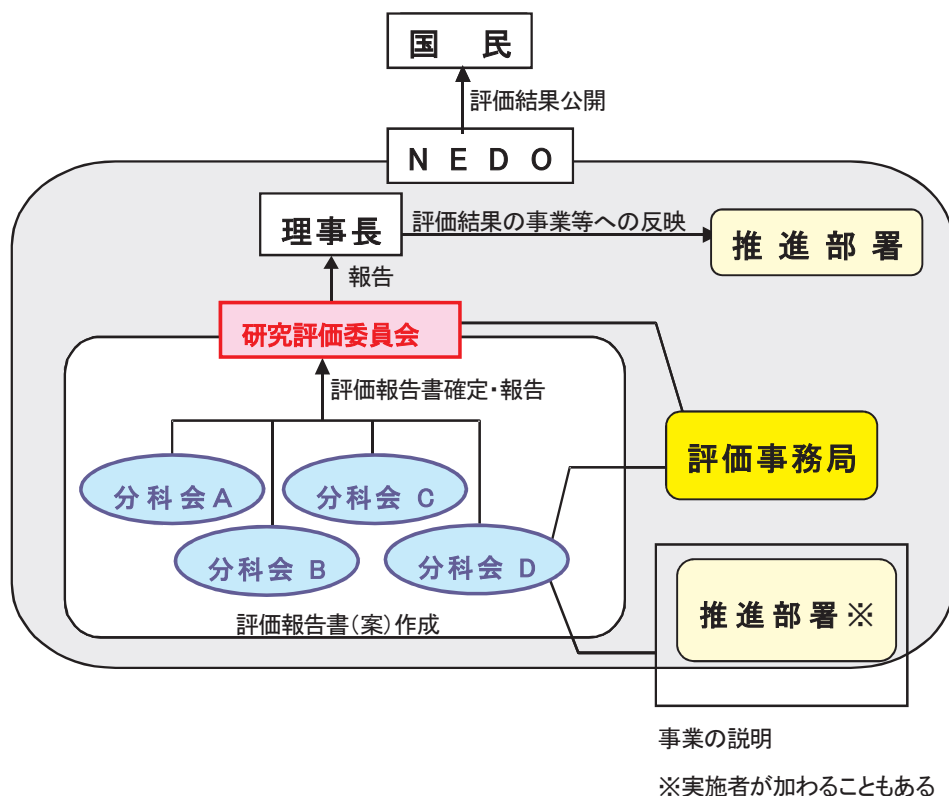 国　民
評価結果公開
ＮＥＤＯ
理事長
評価結果の事業等への反映
推進部署
報告
研究評価委員会
評価報告書確定・報告
評価事務局
分科会A
分科会 C
分科会 B
分科会 D
推進部署※
評価報告書（案）作成
事業の説明
※実施者が加わることもある